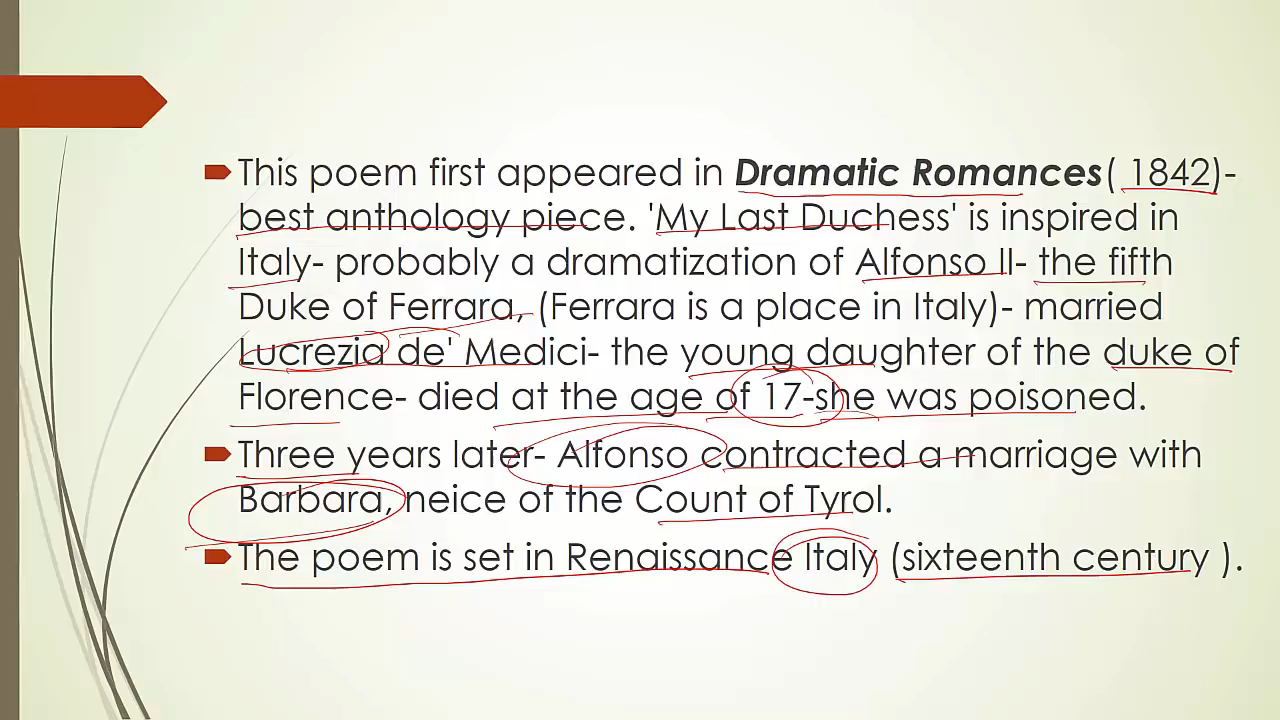 This poem first appeared in Dramatic Romances( 1842)-
best anthology piece. 'My Last Duchess' is inspired in
Italy- probably a dramatization of Alfonso II- the fifth
Duke of Ferrara, (Ferrara is a place in Italy)- married
Lucrezia de' Medici- the young daughter of the duke of
Florence- died at the age of 17-she was poisoned.
Three years later- Alfonso contracted a marriage with
Barbara, neice of the Count of Tyrol.
The poem is set in Renaissance Italy (sixteenth century ).